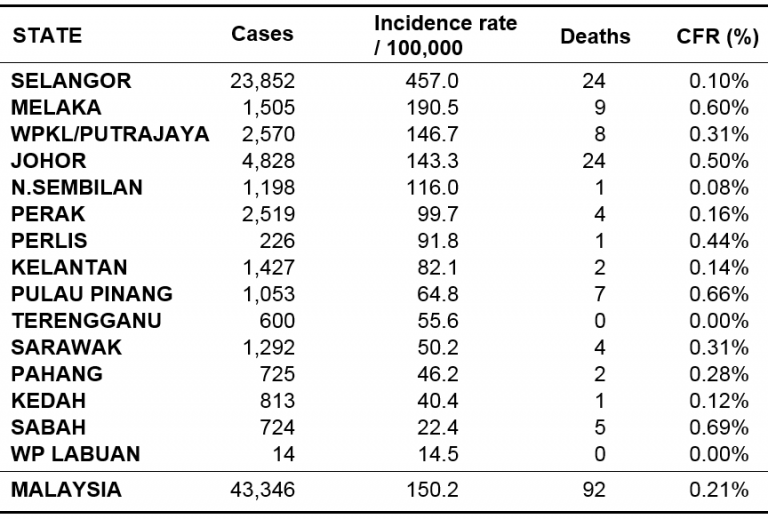 STATE Cases Incidence rate / 100,000 Deaths CFR (%)
SELANGOR 23,852 457.0 24 0.10%
MELAKA 1,505 190.5 9 0.60%
WPKL/PUTRAJAYA 2,570 146.7 8 0.31%
JOHOR 4,828 143.3 24 0.50%
N.SEMBILAN 1,198 116.0 1 0.08%
PERAK 2,519 99.7 4 0.16%
PERLIS 226 91.8 1 0.44%
KELANTAN 1,427 82.1 2 0.14%
PULAU PINANG 1,053 64.8 7 0.66%
TERENGGANU 600 55.6 0 0.00%
SARAWAK 1,292 50.2 4 0.31%
PAHANG 725 46.2 2 0.28%
KEDAH 813 40.4 1 0.12%
SABAH 724 22.4 5 0.69%
WP LABUAN 14 14.5 0 0.00%
MALAYSIA 43,346 150.2 92 0.21%